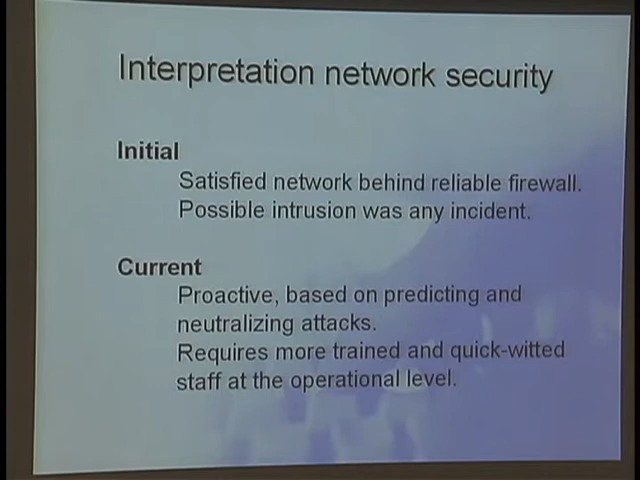 Interpretation network security
Initial
Satisfied network behind reliable firewall.
Possible intrusion was any incident.
Current
Proactive, based on predicting and
neutralizing attacks.
Requires more trained and quick-witted
staff at the operational level.